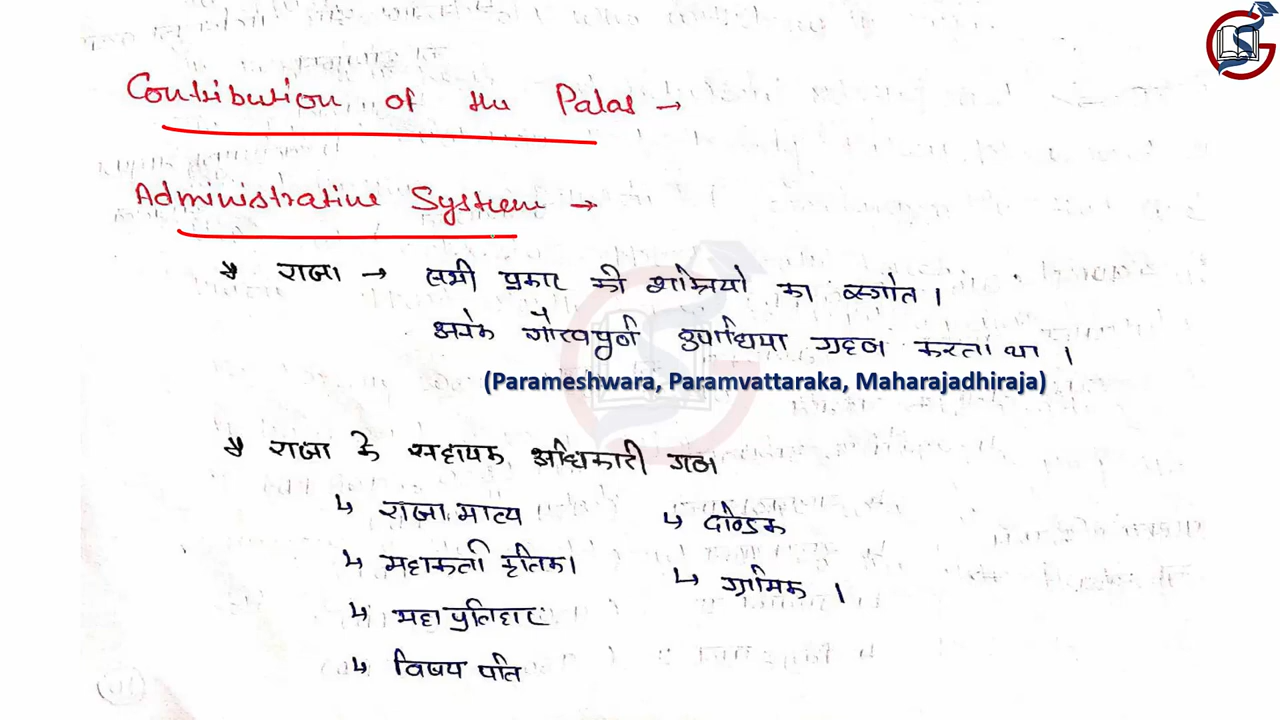 Contribution of the Palas →
Administrative System →
राजा → सभी प्रकार की शक्तियो का स्त्रोत ।
अनेक गौरवपूर्ण उपाधिया ग्रहण करता था ।
(Parameshwara, Paramvattaraka, Maharajadhiraja)
राजा के सहायक अधिकारी गण
↳ राजामात्य
↳ महाकर्ता कृतिक।
↳ महा प्रतिहार
↳ विषय पति
↳ दाण्डिक
↳ ग्रामिक ।